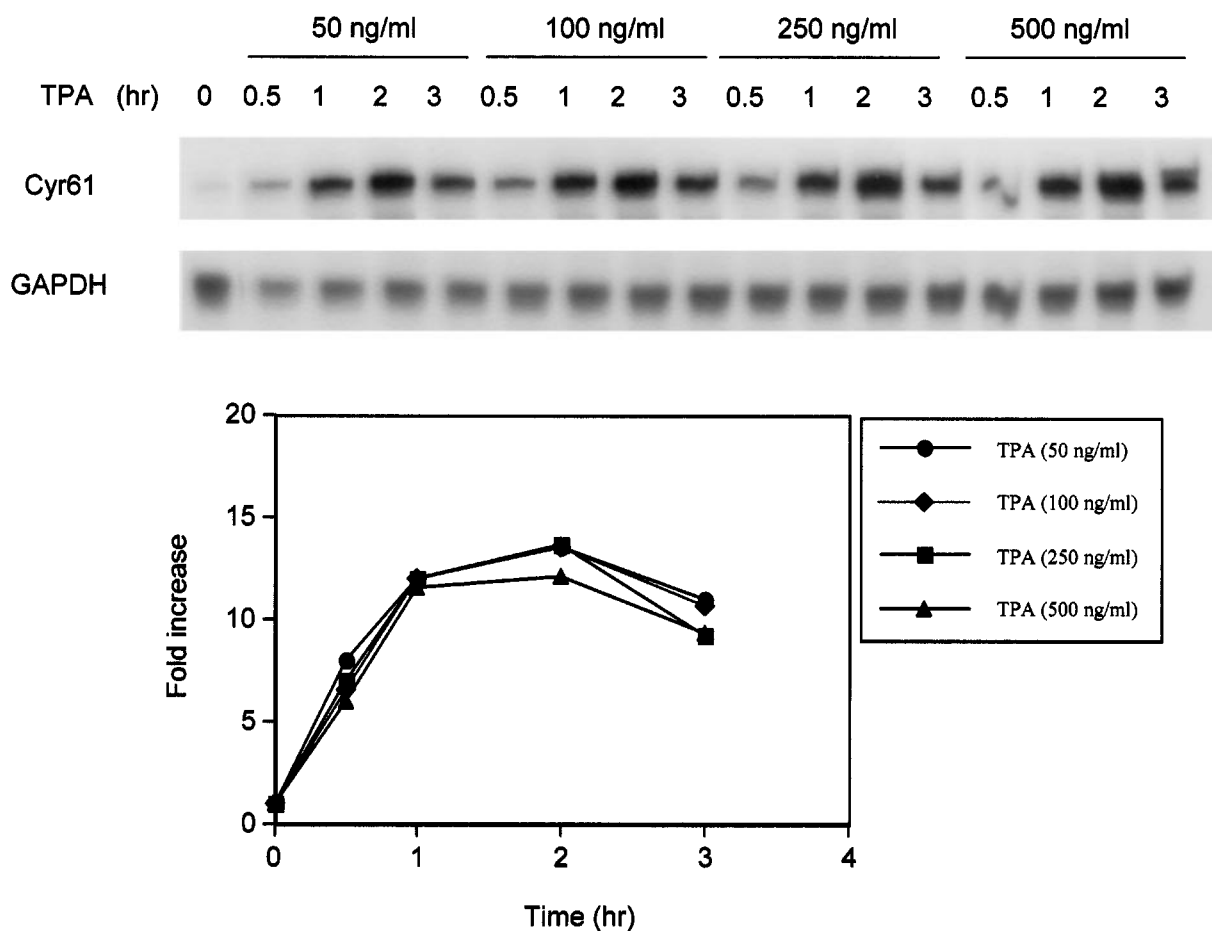 50 ng/ml 100 ng/ml 250 ng/ml 500 ng/ml
TPA (hr) 0 0.5 1 2 3 0.5 1 2 3 0.5 1 2 3 0.5 1 2 3
Cyr61
GAPDH
20
15
10
5
0
Fold increase
0 1 2 3 4
Time (hr)
TPA (50 ng/ml)
TPA (100 ng/ml)
TPA (250 ng/ml)
TPA (500 ng/ml)